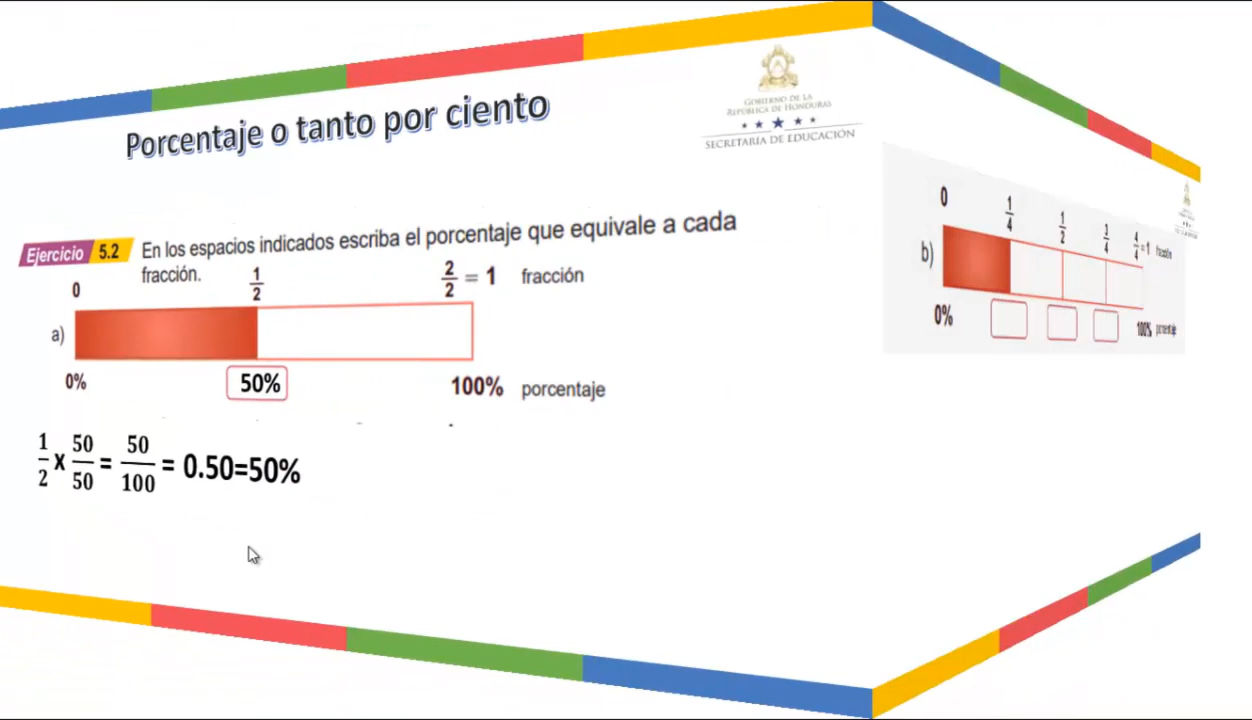 Porcentaje o tanto por ciento
GOBIERNO DE LA
REPÚBLICA DE HONDURAS
SECRETARÍA DE EDUCACIÓN
Ejercicio 5.2 En los espacios indicados escriba el porcentaje que equivale a cada
fracción.
0 1/2 2/2 = 1 fracción
a)
0% 50% 100% porcentaje
1/2 x 50/50 = 50/100 = 0.50=50%
0 1/4 1/2 3/4 4/4 = 1 fracción
b)
0% 100% porcentaje